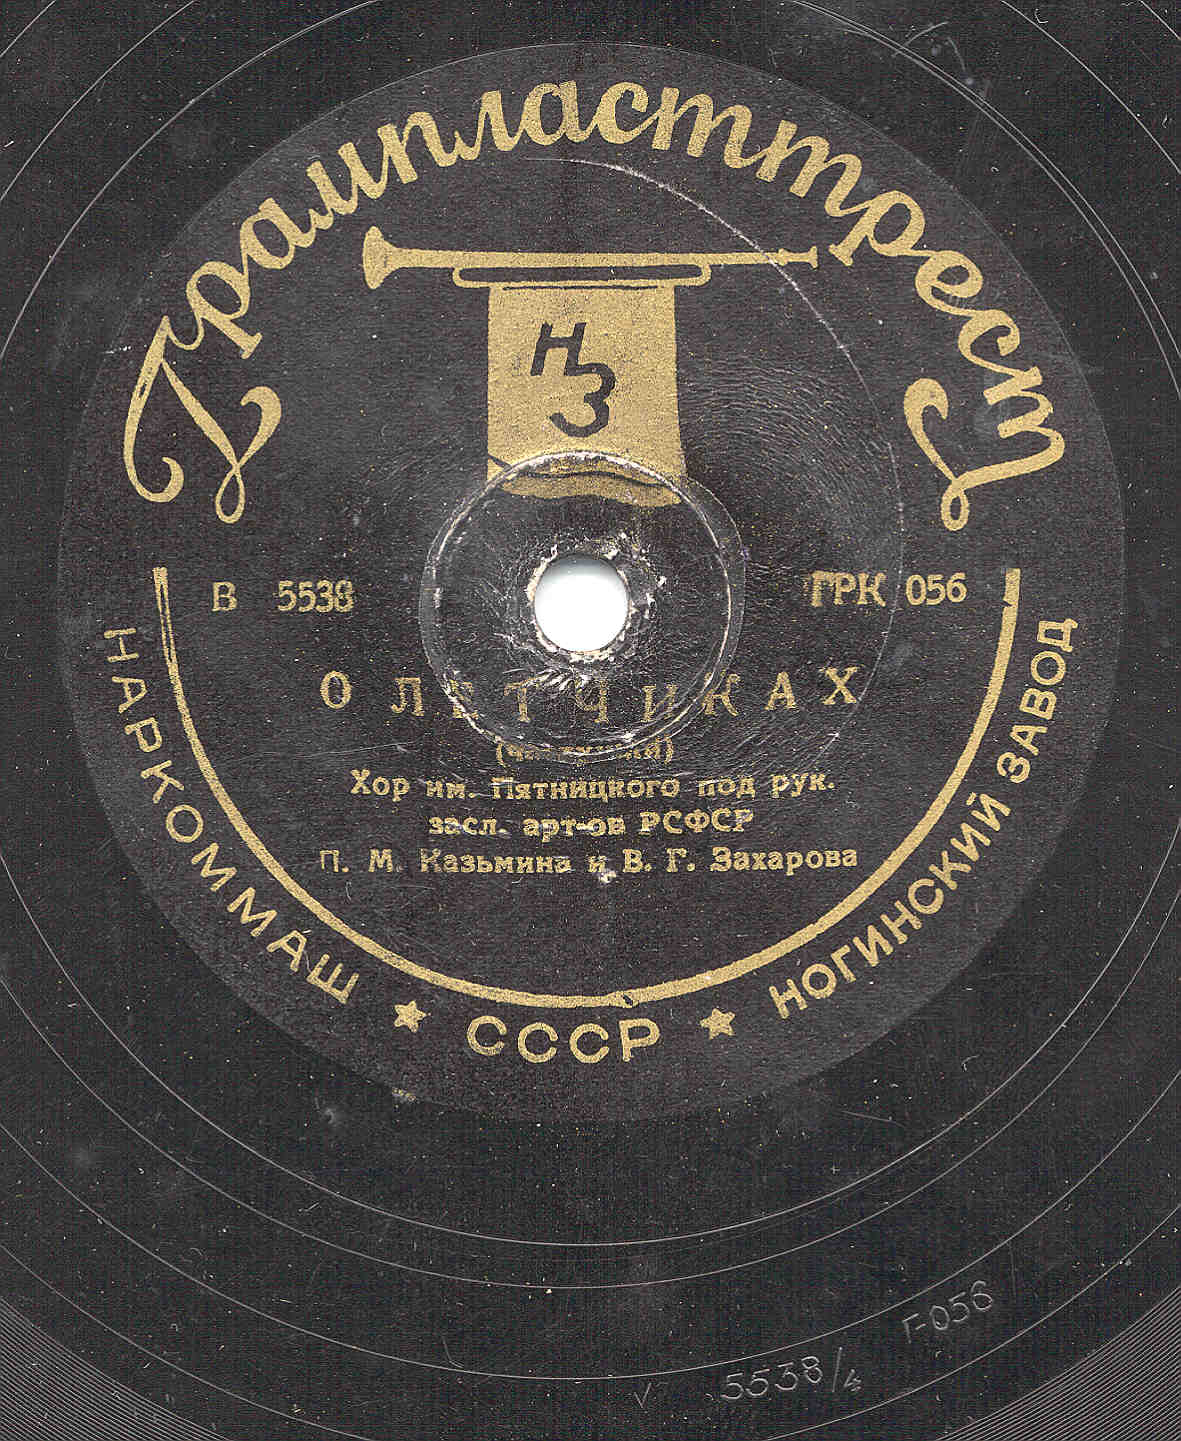 Грампласттрест
НЗ
В 5538
ГРК 056
О ЛЕТЧИКАХ
(частушки)
Хор им. Пятницкого под рук.
засл. арт-ов РСФСР
П. М. Казьмина и В. Г. Захарова
НАРКОММАШ ★ СССР ★ НОГИНСКИЙ ЗАВОД
Г-056
5538/4